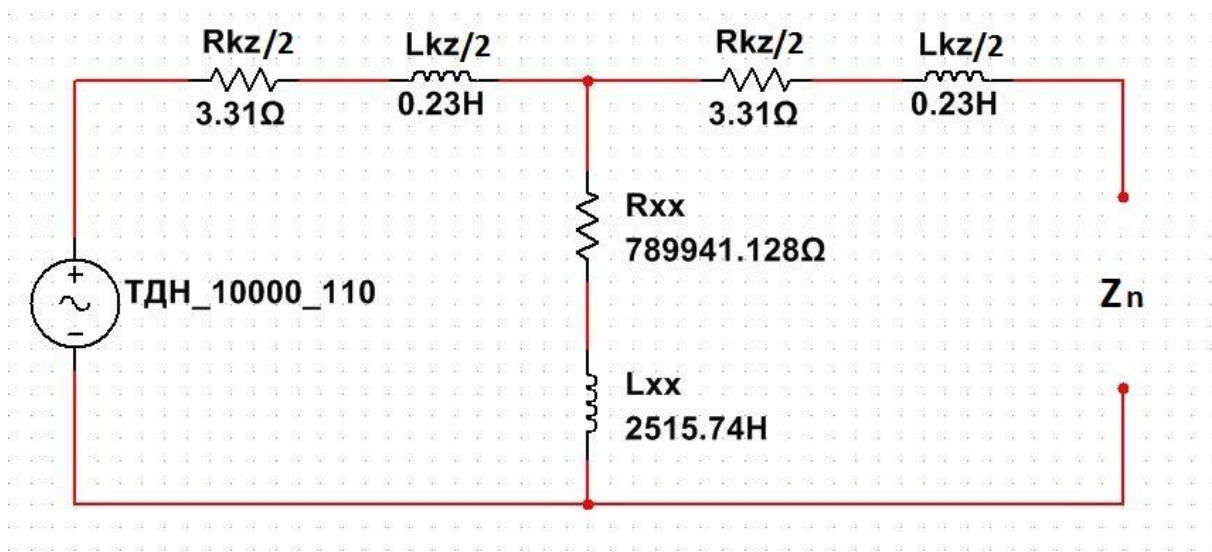 Rkz/2
Lkz/2
Rkz/2
Lkz/2
3.31Ω
0.23H
3.31Ω
0.23H
Rxx
789941.128Ω
ТДН_10000_110
Zn
Lxx
2515.74H